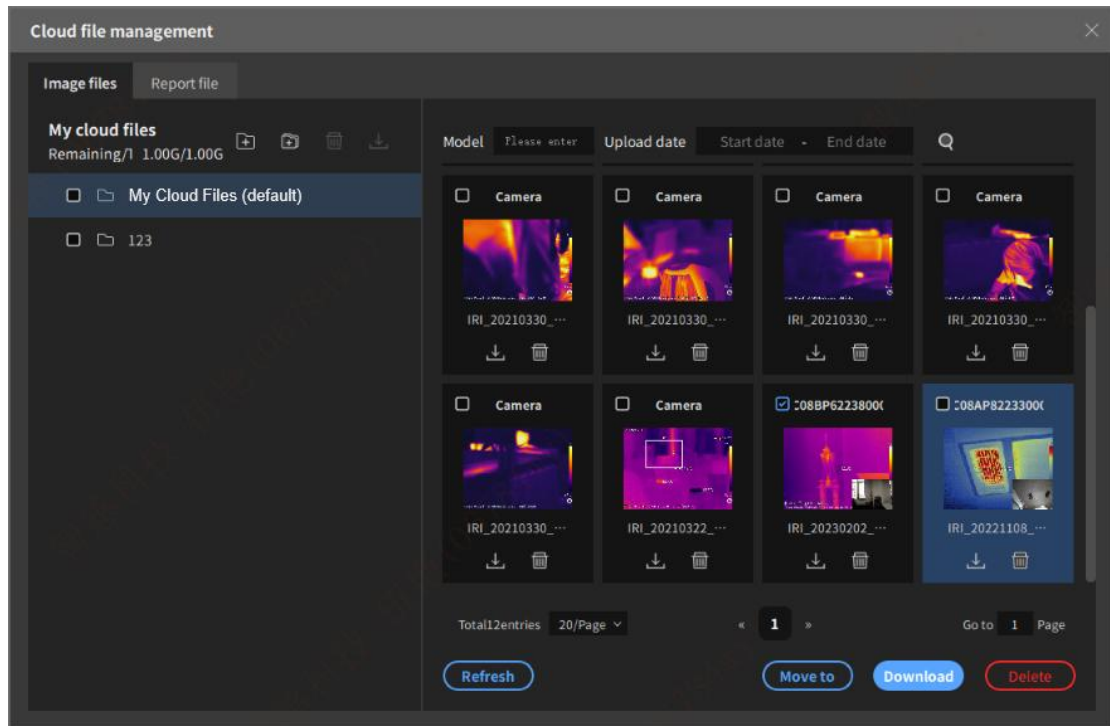 Cloud file management
Image files Report file
My cloud files
Remaining/1 1.00G/1.00G
My Cloud Files (default)
123
Model Please enter Upload date Start date - End date
Camera Camera Camera Camera
IRI_20210330_··· IRI_20210330_··· IRI_20210330_··· IRI_20210330_···
Camera Camera
IRI_20210330_··· IRI_20210322_··· IRI_20230202_··· IRI_20221108_···
Total12entries 20/Page « 1 » Go to 1 Page
Refresh Move to Download Delete